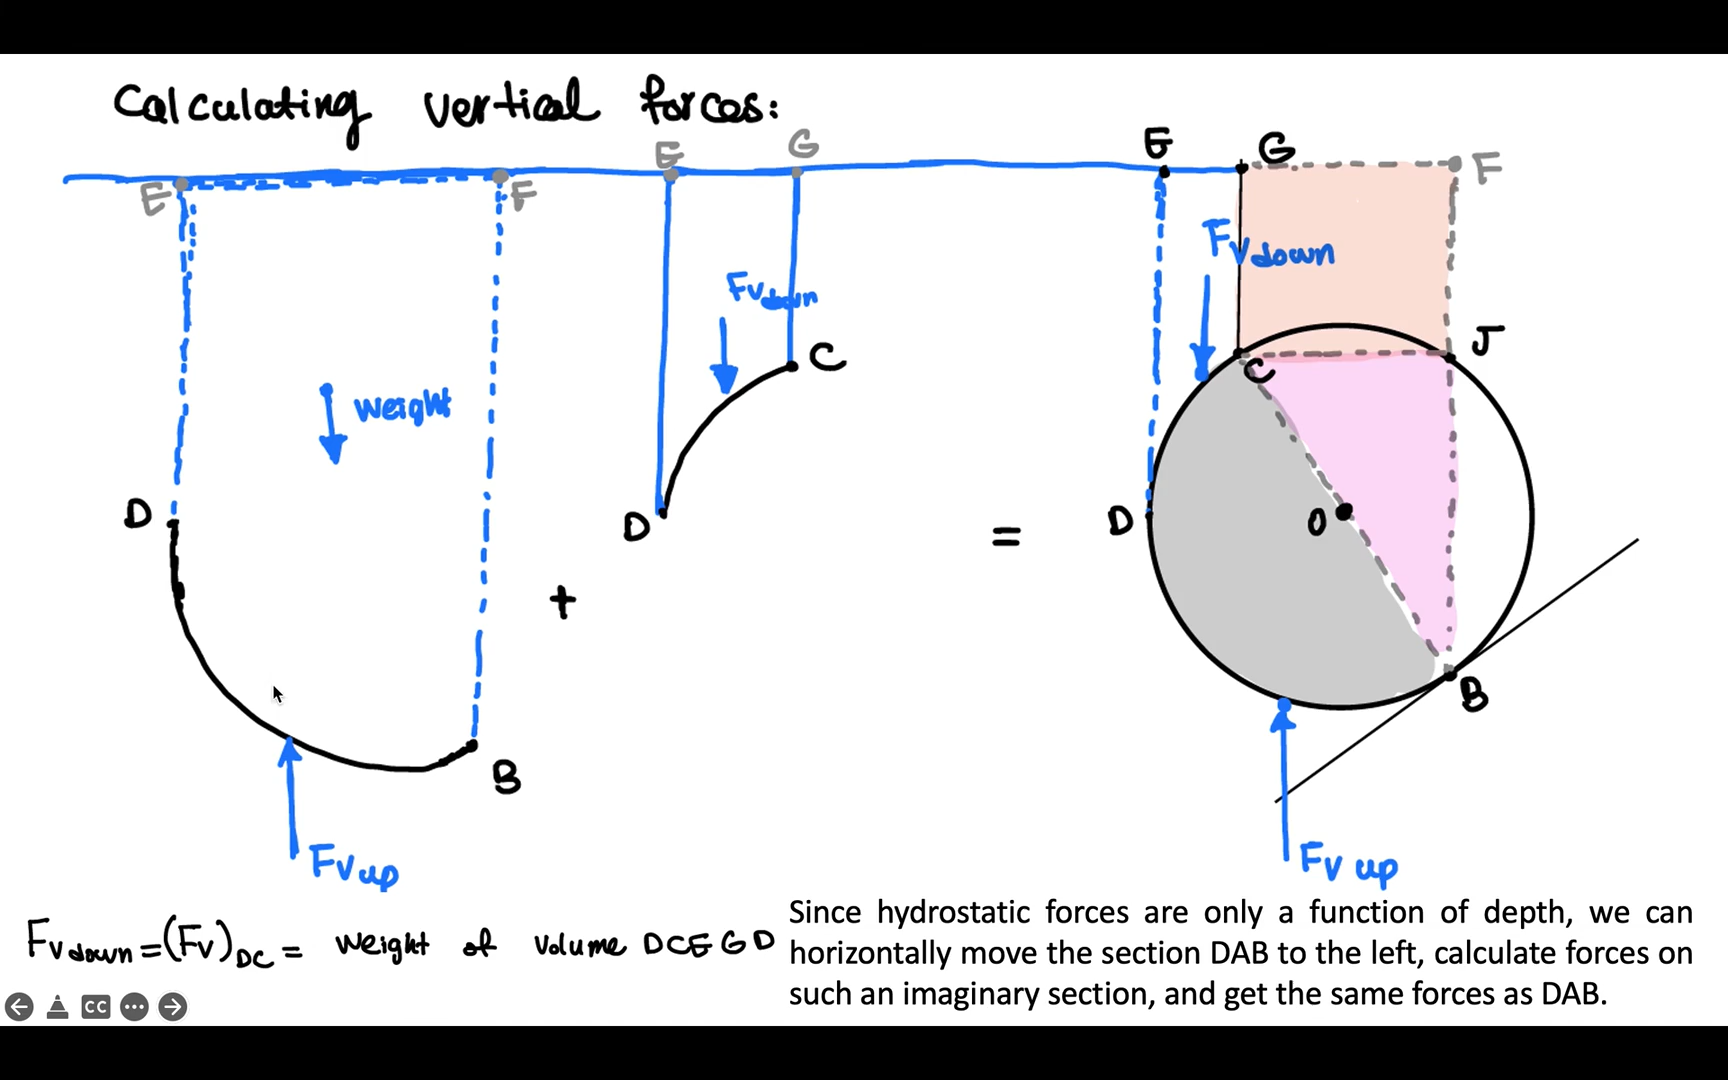 Calculating vertical forces:
E F E G E G F
Fv down
Fv down
weight
C C J
D D D O
= +
B B
Fv up Fv up
Fv down = (Fv)DC = weight of volume DCEGD
Since hydrostatic forces are only a function of depth, we can
horizontally move the section DAB to the left, calculate forces on
such an imaginary section, and get the same forces as DAB.
CC